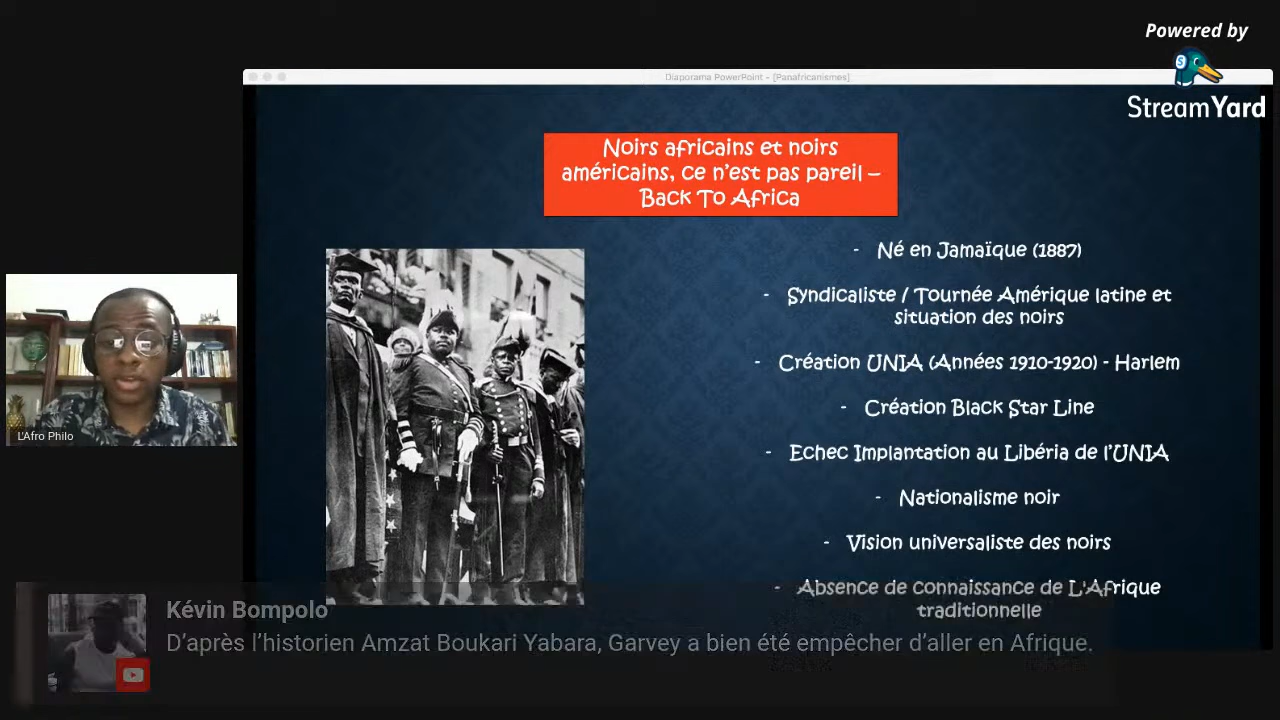 Powered by
StreamYard
Diaporama PowerPoint - [Panafricanismes]
Noirs africains et noirs
américains, ce n'est pas pareil –
Back To Africa
- Né en Jamaïque (1887)
- Syndicaliste / Tournée Amérique latine et
situation des noirs
- Création UNIA (Années 1910-1920) - Harlem
- Création Black Star Line
- Echec Implantation au Libéria de l'UNIA
- Nationalisme noir
- Vision universaliste des noirs
- Absence de connaissance de L'Afrique
traditionnelle
L'Afro Philo
Kévin Bompolo
D'après l'historien Amzat Boukari Yabara, Garvey a bien été empêcher d'aller en Afrique.